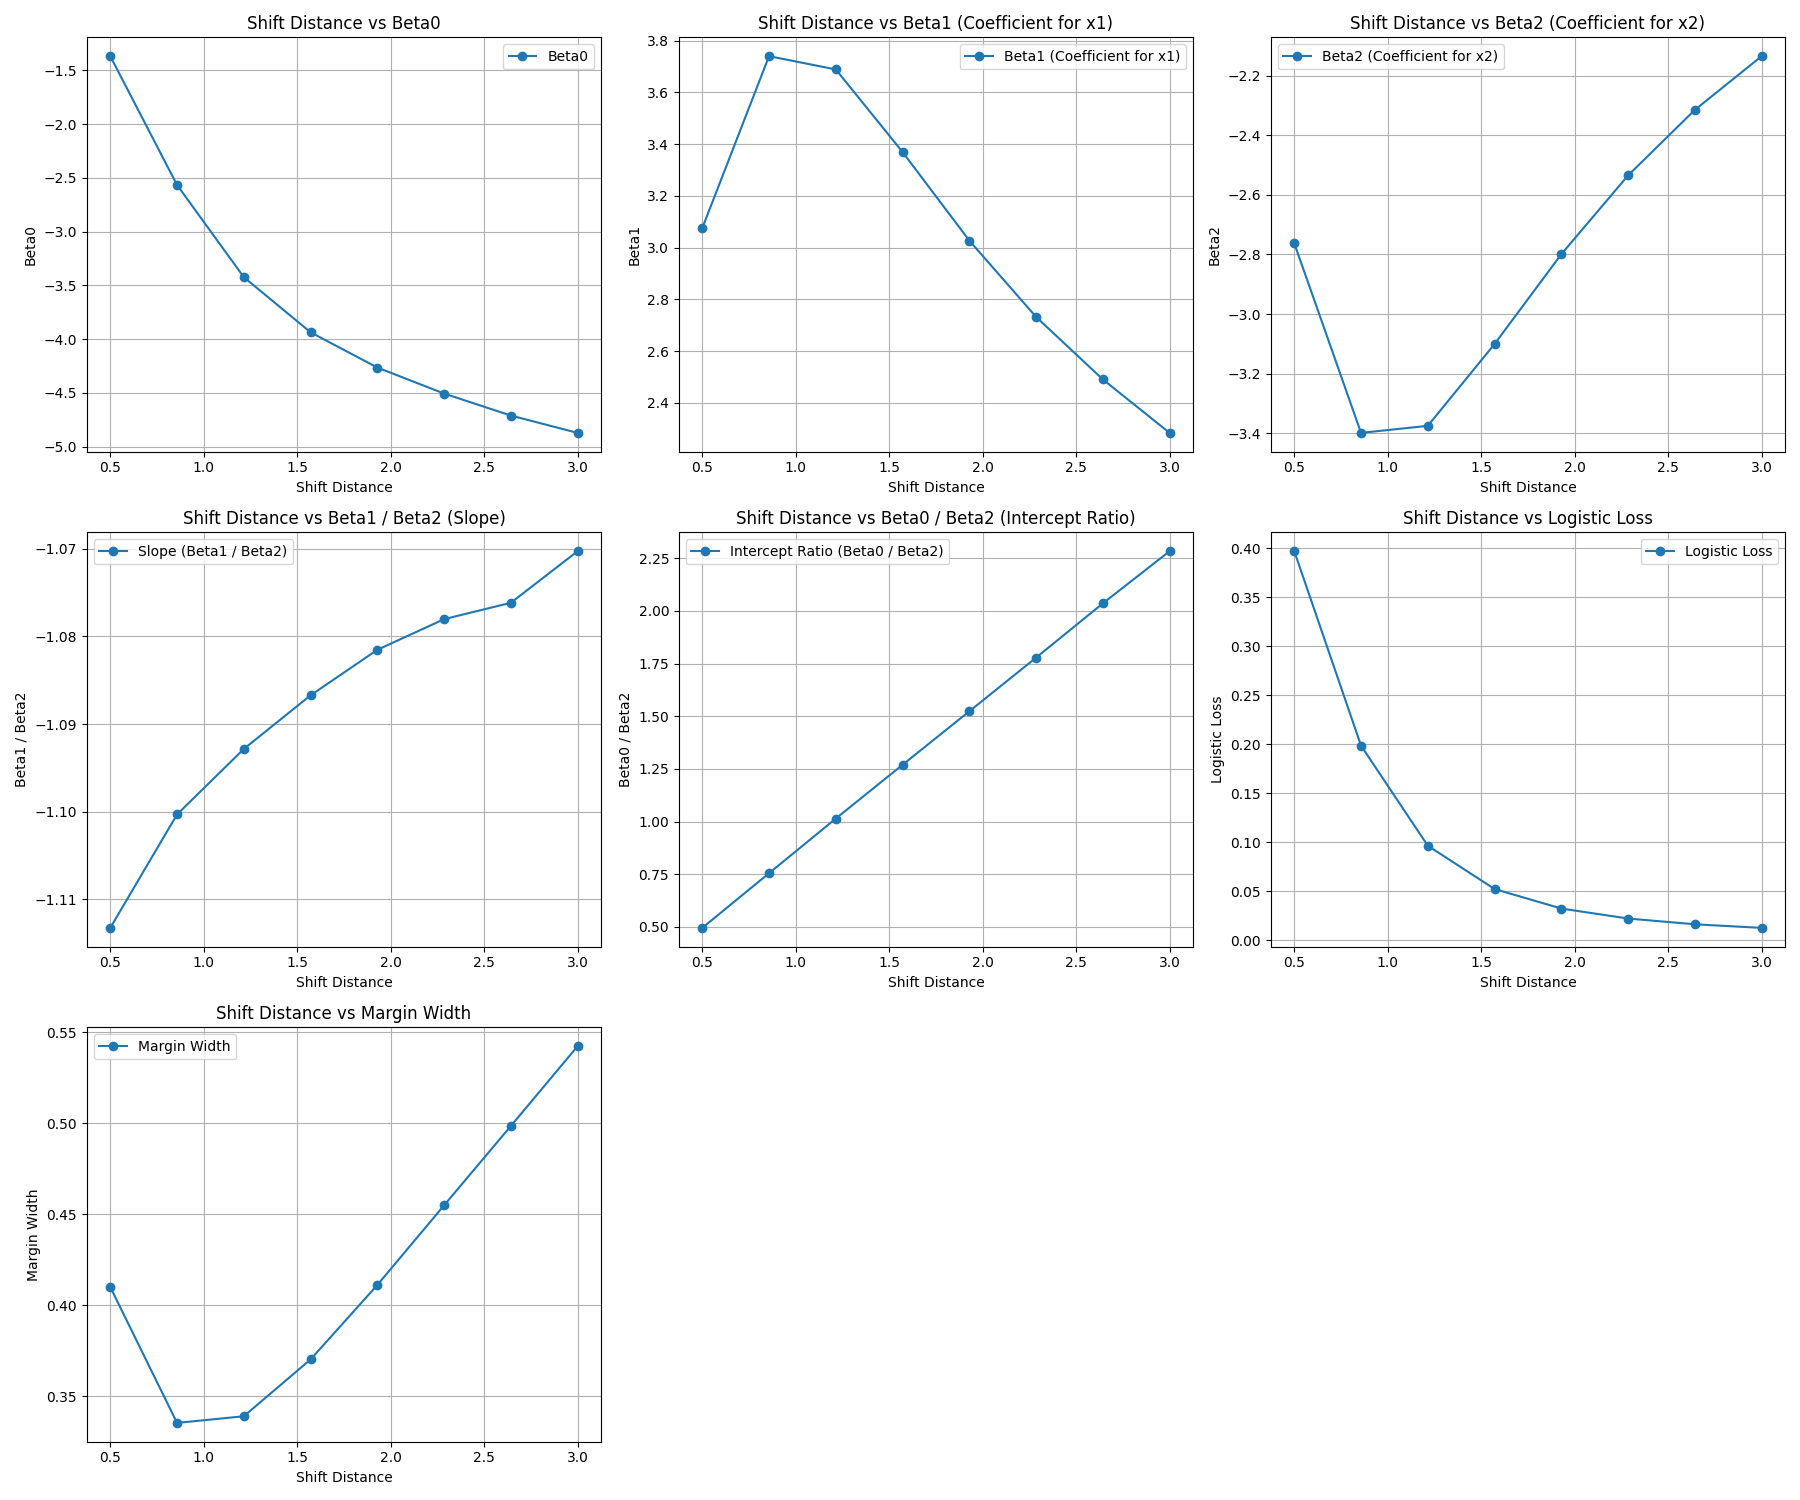 Shift Distance vs Beta0
Beta0
Beta0
−1.5
−2.0
−2.5
−3.0
−3.5
−4.0
−4.5
−5.0
0.5 1.0 1.5 2.0 2.5 3.0
Shift Distance
Shift Distance vs Beta1 (Coefficient for x1)
Beta1 (Coefficient for x1)
Beta1
3.8
3.6
3.4
3.2
3.0
2.8
2.6
2.4
0.5 1.0 1.5 2.0 2.5 3.0
Shift Distance
Shift Distance vs Beta2 (Coefficient for x2)
Beta2 (Coefficient for x2)
Beta2
−2.2
−2.4
−2.6
−2.8
−3.0
−3.2
−3.4
0.5 1.0 1.5 2.0 2.5 3.0
Shift Distance
Shift Distance vs Beta1 / Beta2 (Slope)
Slope (Beta1 / Beta2)
Beta1 / Beta2
−1.07
−1.08
−1.09
−1.10
−1.11
0.5 1.0 1.5 2.0 2.5 3.0
Shift Distance
Shift Distance vs Beta0 / Beta2 (Intercept Ratio)
Intercept Ratio (Beta0 / Beta2)
Beta0 / Beta2
2.25
2.00
1.75
1.50
1.25
1.00
0.75
0.50
0.5 1.0 1.5 2.0 2.5 3.0
Shift Distance
Shift Distance vs Logistic Loss
Logistic Loss
Logistic Loss
0.40
0.35
0.30
0.25
0.20
0.15
0.10
0.05
0.00
0.5 1.0 1.5 2.0 2.5 3.0
Shift Distance
Shift Distance vs Margin Width
Margin Width
Margin Width
0.55
0.50
0.45
0.40
0.35
0.5 1.0 1.5 2.0 2.5 3.0
Shift Distance